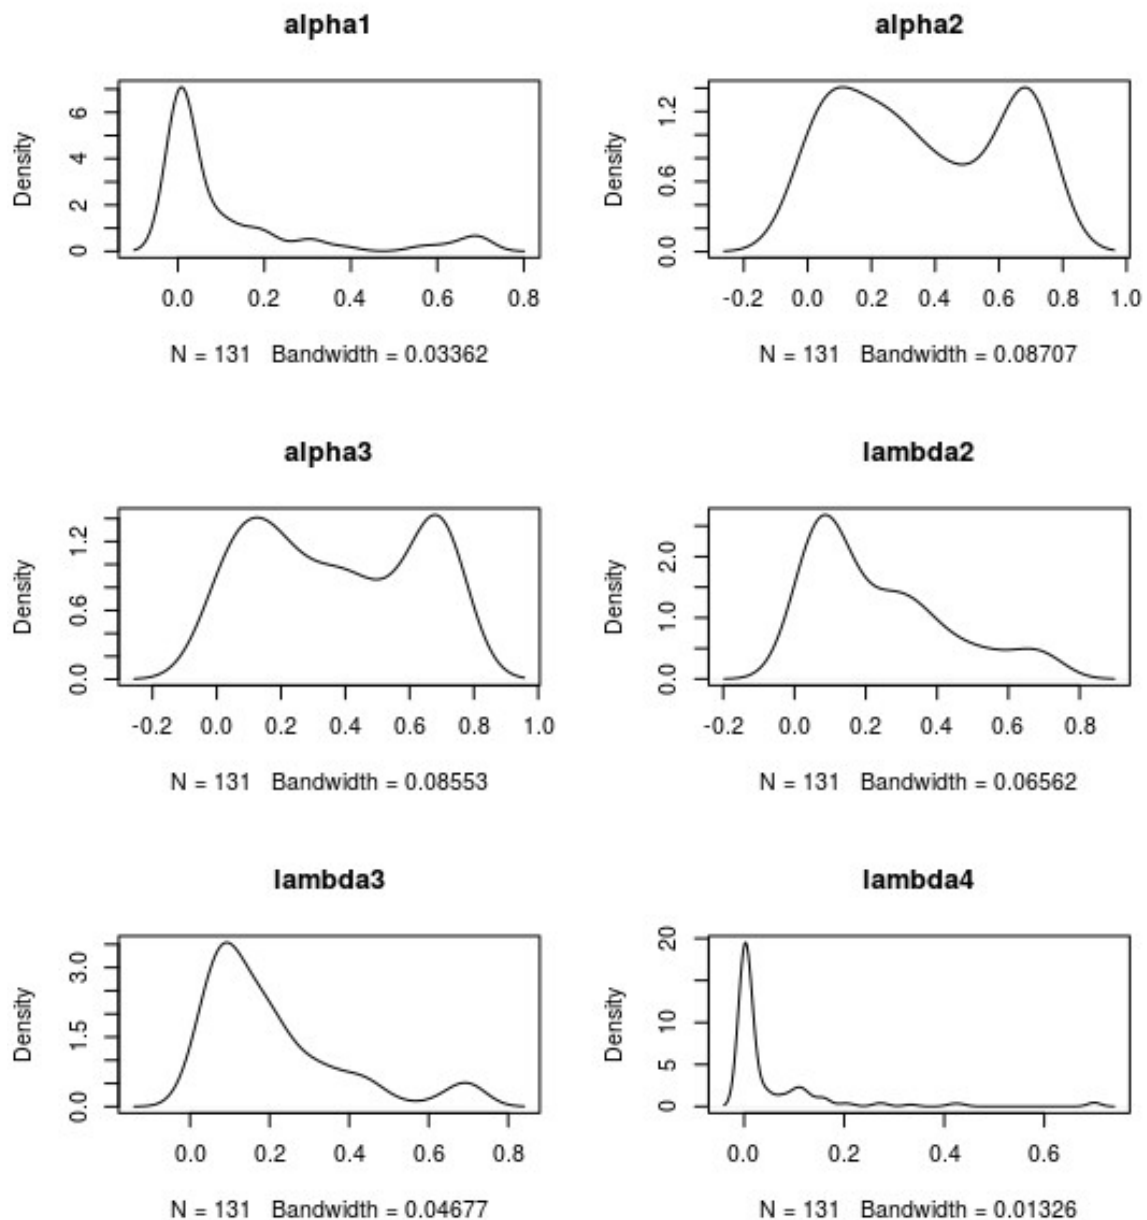 alpha1
Density
0 2 4 6
0.0 0.2 0.4 0.6 0.8
N = 131 Bandwidth = 0.03362
alpha2
Density
0.0 0.6 1.2
-0.2 0.0 0.2 0.4 0.6 0.8 1.0
N = 131 Bandwidth = 0.08707
alpha3
Density
0.0 0.6 1.2
-0.2 0.0 0.2 0.4 0.6 0.8 1.0
N = 131 Bandwidth = 0.08553
lambda2
Density
0.0 1.0 2.0
-0.2 0.0 0.2 0.4 0.6 0.8
N = 131 Bandwidth = 0.06562
lambda3
Density
0.0 1.5 3.0
0.0 0.2 0.4 0.6 0.8
N = 131 Bandwidth = 0.04677
lambda4
Density
0 5 10 20
0.0 0.2 0.4 0.6
N = 131 Bandwidth = 0.01326